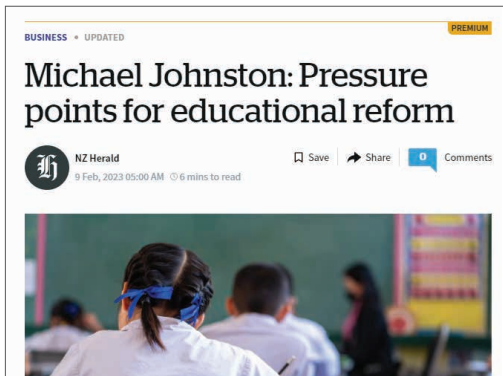 PREMIUM
BUSINESS • UPDATED
Michael Johnston: Pressure
points for educational reform
NZ Herald
Save
Share
0
Comments
9 Feb, 2023 05:00 AM 6 mins to read